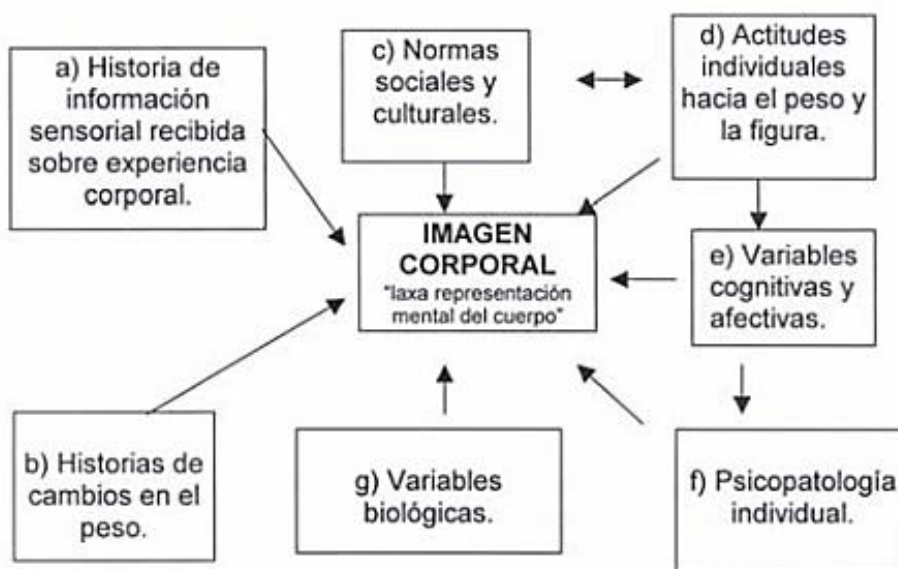 a) Historia de
información
sensorial recibida
sobre experiencia
corporal.
c) Normas
sociales y
culturales.
d) Actitudes
individuales
hacia el peso y
la figura.
IMAGEN
CORPORAL
"laxa representación
mental del cuerpo"
e) Variables
cognitivas y
afectivas.
b) Historias de
cambios en el
peso.
g) Variables
biológicas.
f) Psicopatología
individual.